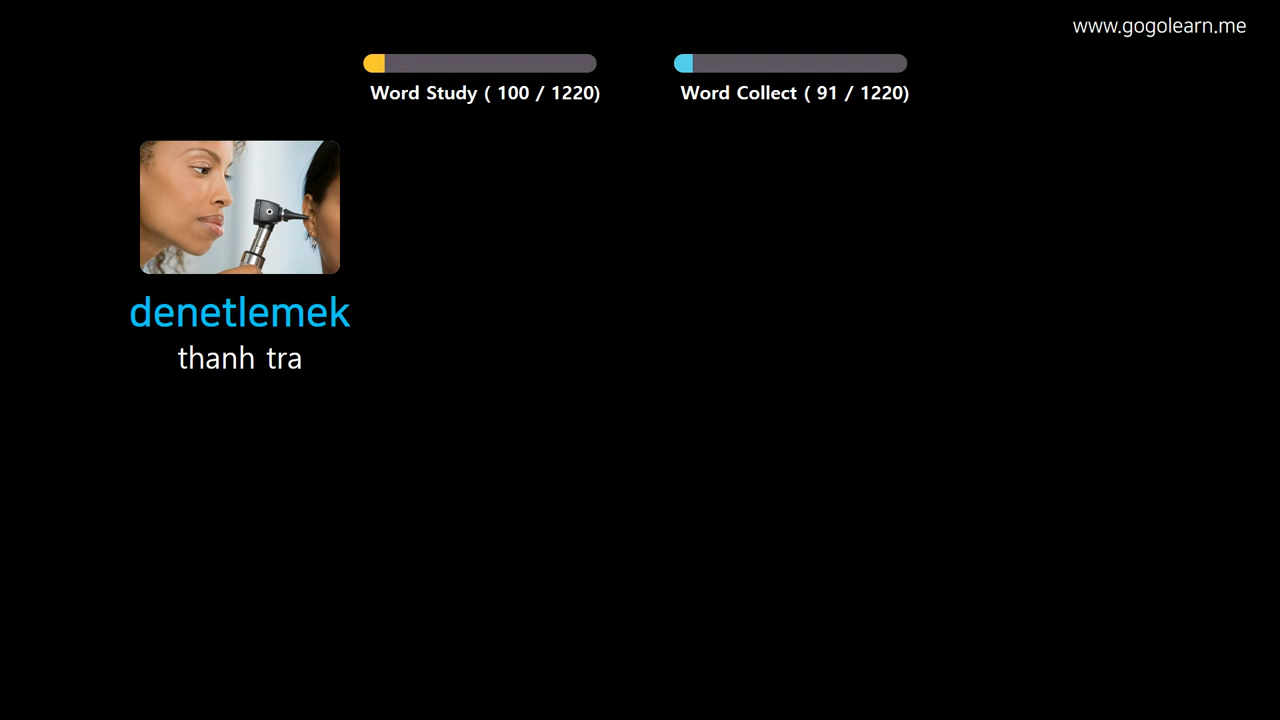 www.gogolearn.me
Word Study ( 100 / 1220)
Word Collect ( 91 / 1220)
denetlemek
thanh tra